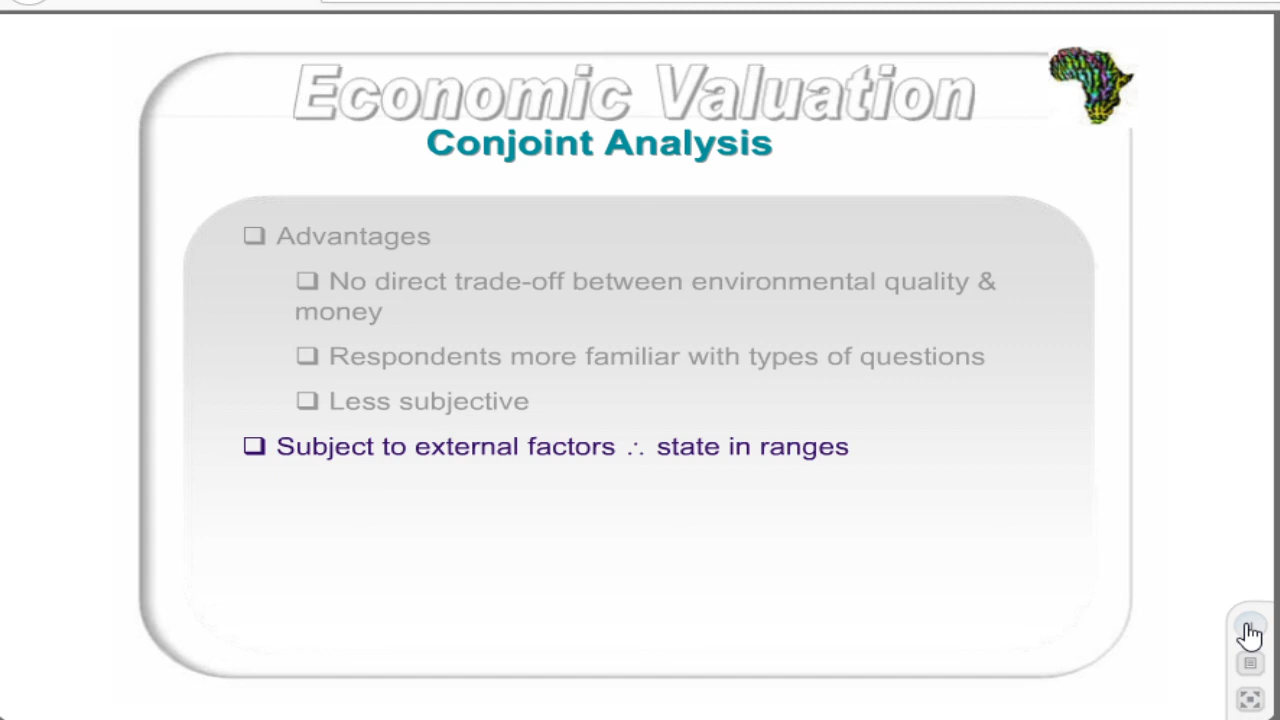 Economic Valuation
Conjoint Analysis
❑ Advantages
❑ No direct trade-off between environmental quality &
money
❑ Respondents more familiar with types of questions
❑ Less subjective
❑ Subject to external factors ∴ state in ranges